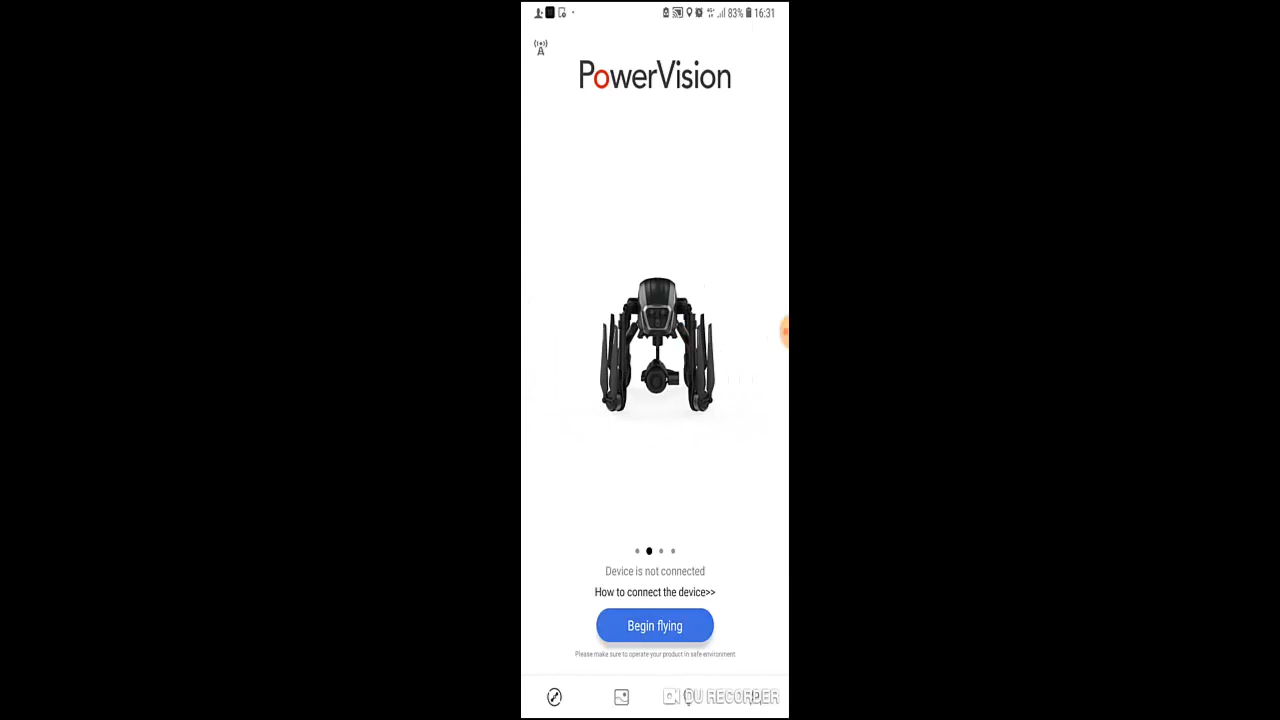 83% 16:31
PowerVision
Device is not connected
How to connect the device>>
Begin flying
Please make sure to operate your product in safe environment
DU RECORDER